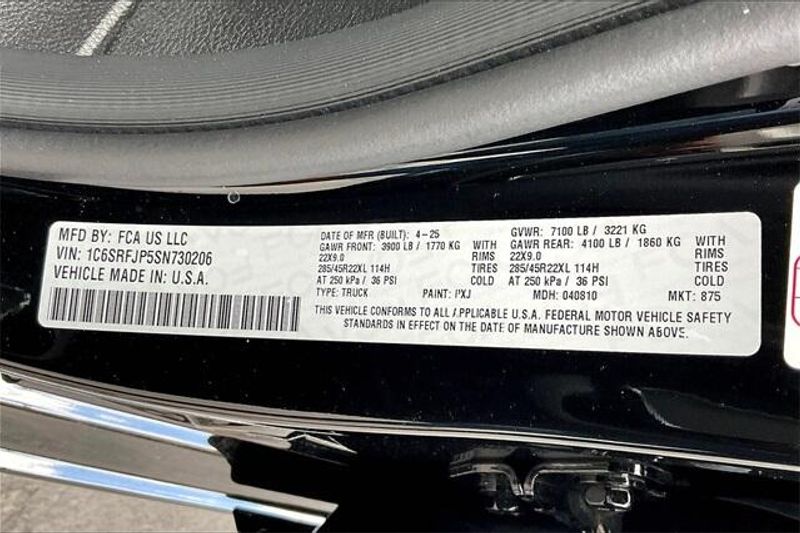 MFD BY: FCA US LLC
VIN: 1C6SRFJP5SN730206
VEHICLE MADE IN U.S.A.
DATE OF MFR (BUILT): 4-25 GVWR: 7100 LB / 3221 KG
GAWR FRONT: 3900 LB / 1770 KG WITH GAWR REAR: 4100 LB / 1860 KG WITH
22X9.0 RIMS 22X9.0 RIMS
285/45R22XL 114H TIRES 285/45R22XL 114H TIRES
AT 250 kPa / 36 PSI COLD AT 250 kPa / 36 PSI COLD
TYPE: TRUCK PAINT: PXJ MDH: 040810 MKT: 875
THIS VEHICLE CONFORMS TO ALL APPLICABLE U.S.A. FEDERAL MOTOR VEHICLE SAFETY
STANDARDS IN EFFECT ON THE DATE OF MANUFACTURE SHOWN ABOVE.